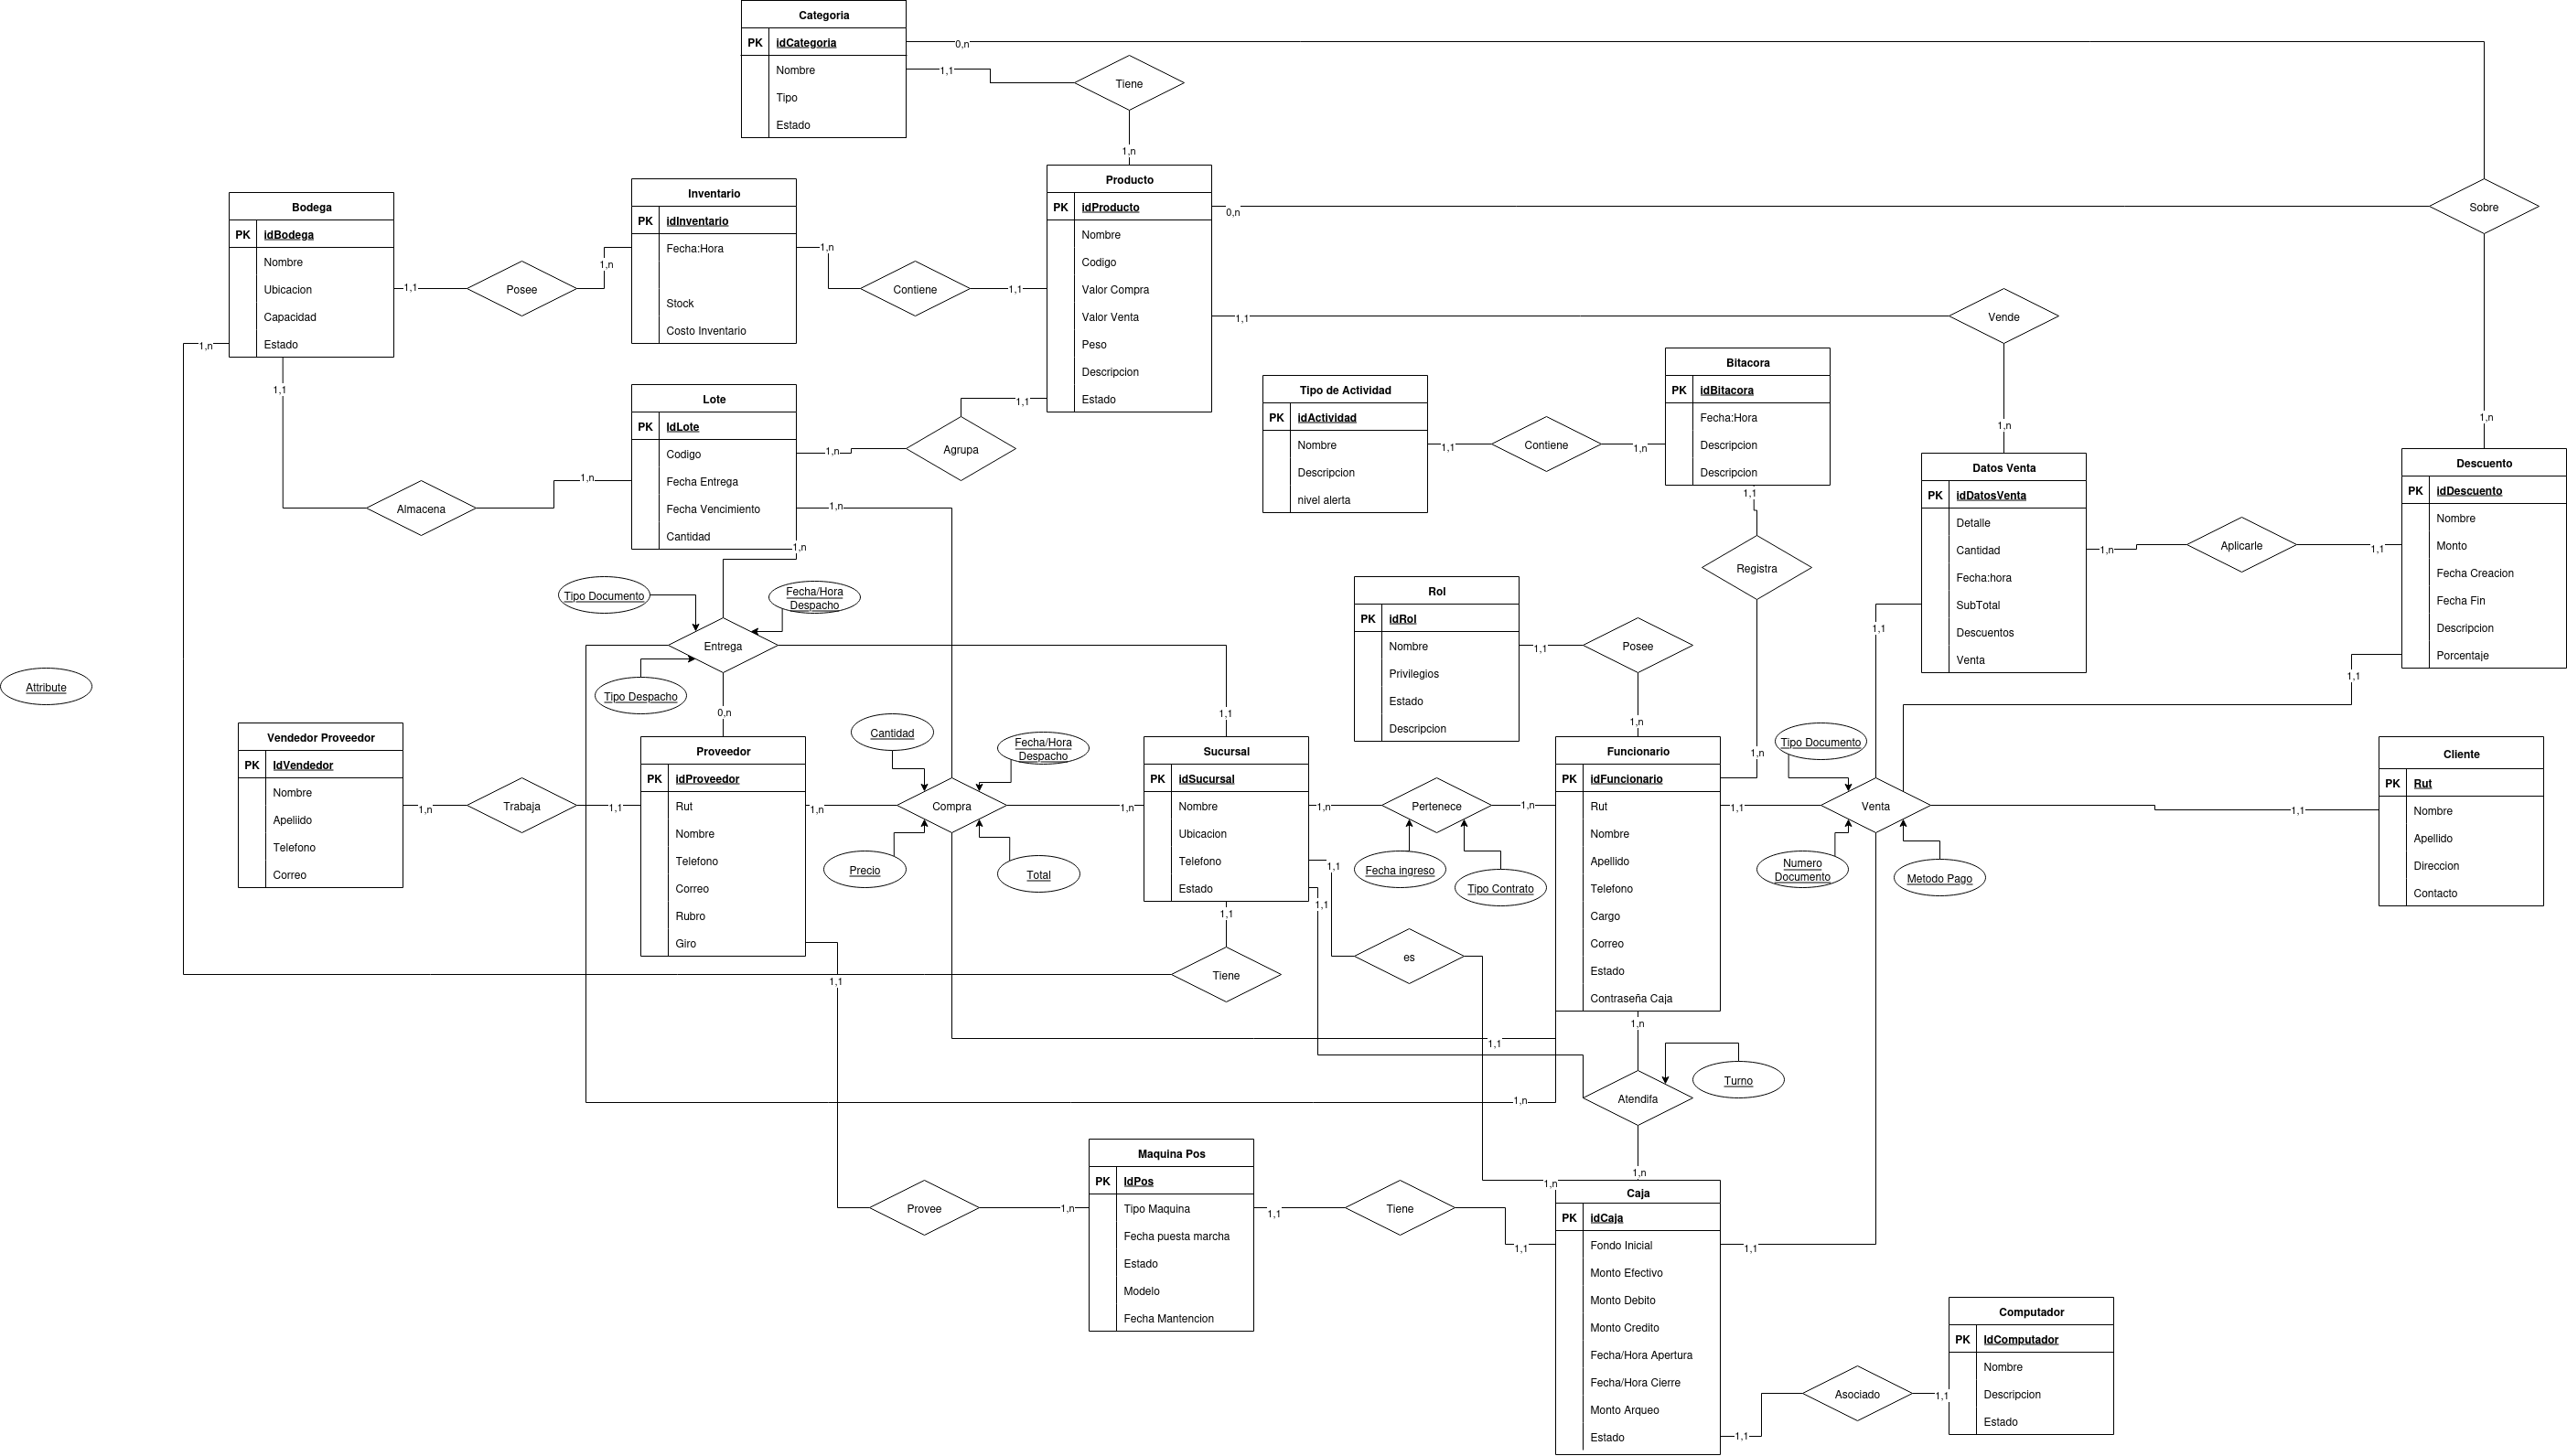 Categoria
PK idCategoria
Nombre
Tipo
Estado
0,n
1,1
Tiene
1,n
Bodega
PK idBodega
Nombre
Ubicacion
Capacidad
Estado
1,1
Posee
1,n
Inventario
PK idInventario
Fecha:Hora
Stock
Costo Inventario
1,n
Contiene
1,1
Producto
PK idProducto
Nombre
Codigo
Valor Compra
Valor Venta
Peso
Descripcion
Estado
0,n
Sobre
1,1
Vende
1,n
1,n
1,n
1,1
Almacena
1,n
Lote
PK IdLote
Codigo
Fecha Entrega
Fecha Vencimiento
Cantidad
1,n
Agrupa
1,1
1,n
1,n
Tipo de Actividad
PK idActividad
Nombre
Descripcion
nivel alerta
1,1
Contiene
1,n
Bitacora
PK idBitacora
Fecha:Hora
Descripcion
Descripcion
1,1
Registra
1,n
Datos Venta
PK idDatosVenta
Detalle
Cantidad
Fecha:hora
SubTotal
Descuentos
Venta
1,n
Aplicarle
1,1
Descuento
PK idDescuento
Nombre
Monto
Fecha Creacion
Fecha Fin
Descripcion
Porcentaje
1,1
1,1
Tipo Documento
Fecha/Hora
Despacho
Entrega
Tipo Despacho
0,n
1,1
Rol
PK idRol
Nombre
Privilegios
Estado
Descripcion
1,1
Posee
1,n
Attribute
Vendedor Proveedor
PK IdVendedor
Nombre
Apeliido
Telefono
Correo
1,n
Trabaja
1,1
Proveedor
PK idProveedor
Rut
Nombre
Telefono
Correo
Rubro
Giro
1,n
Cantidad
Fecha/Hora
Despacho
Compra
Precio
Total
1,n
Sucursal
PK idSucursal
Nombre
Ubicacion
Telefono
Estado
1,n
Pertenece
1,n
Fecha ingreso
Tipo Contrato
1,1
1,1
1,1
Tiene
es
Funcionario
PK idFuncionario
Rut
Nombre
Apellido
Telefono
Cargo
Correo
Estado
Contraseña Caja
1,1
Tipo Documento
Venta
Numero
Documento
Metodo Pago
1,1
Cliente
PK Rut
Nombre
Apellido
Direccion
Contacto
1,1
1,1
1,n
1,n
Turno
Atendifa
1,n
1,n
Provee
1,n
Maquina Pos
PK IdPos
Tipo Maquina
Fecha puesta marcha
Estado
Modelo
Fecha Mantencion
1,1
Tiene
1,1
Caja
PK idCaja
Fondo Inicial
Monto Efectivo
Monto Debito
Monto Credito
Fecha/Hora Apertura
Fecha/Hora Cierre
Monto Arqueo
Estado
1,1
1,1
Asociado
1,1
Computador
PK IdComputador
Nombre
Descripcion
Estado